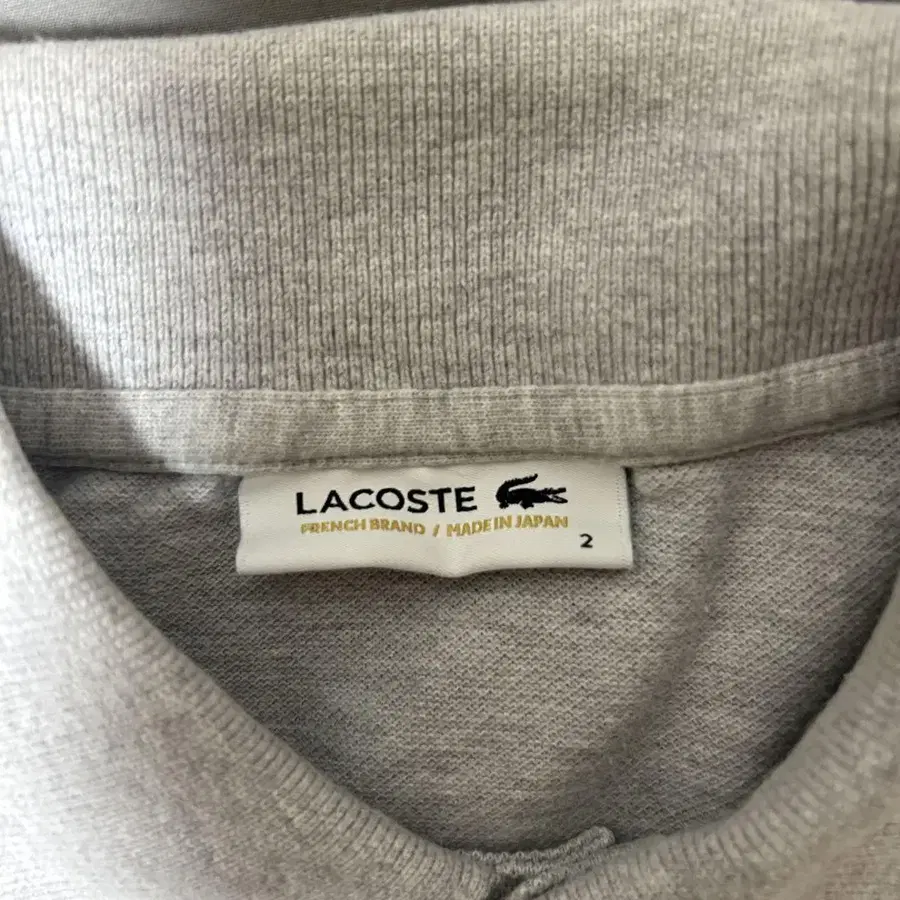 LACOSTE
FRENCH BRAND / MADE IN JAPAN
2